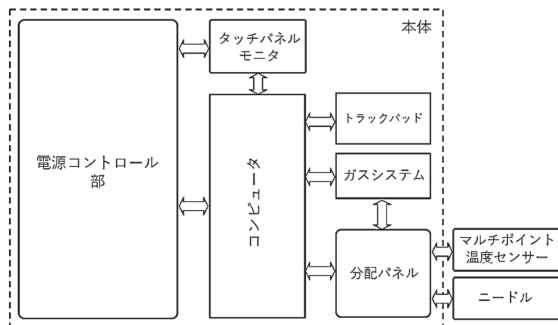 本体
タッチパネル
モニタ
トラックパッド
電源コントロール
部
コンピュータ
ガスシステム
マルチポイント
温度センサー
分配パネル
ニードル